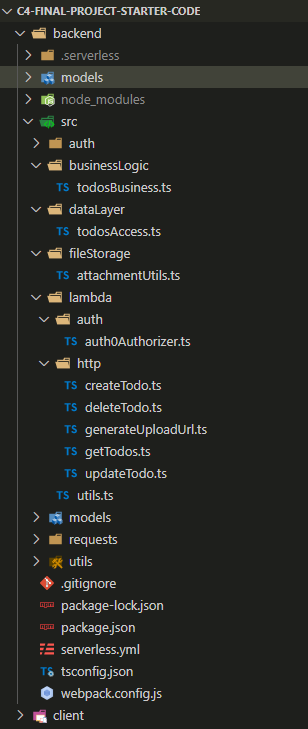 C4-FINAL-PROJECT-STARTER-CODE
backend
.serverless
models
node_modules
src
auth
businessLogic
TS todosBusiness.ts
dataLayer
TS todosAccess.ts
fileStorage
TS attachmentUtils.ts
lambda
auth
TS auth0Authorizer.ts
http
TS createTodo.ts
TS deleteTodo.ts
TS generateUploadUrl.ts
TS getTodos.ts
TS updateTodo.ts
TS utils.ts
models
requests
utils
.gitignore
package-lock.json
package.json
serverless.yml
tsconfig.json
webpack.config.js
client